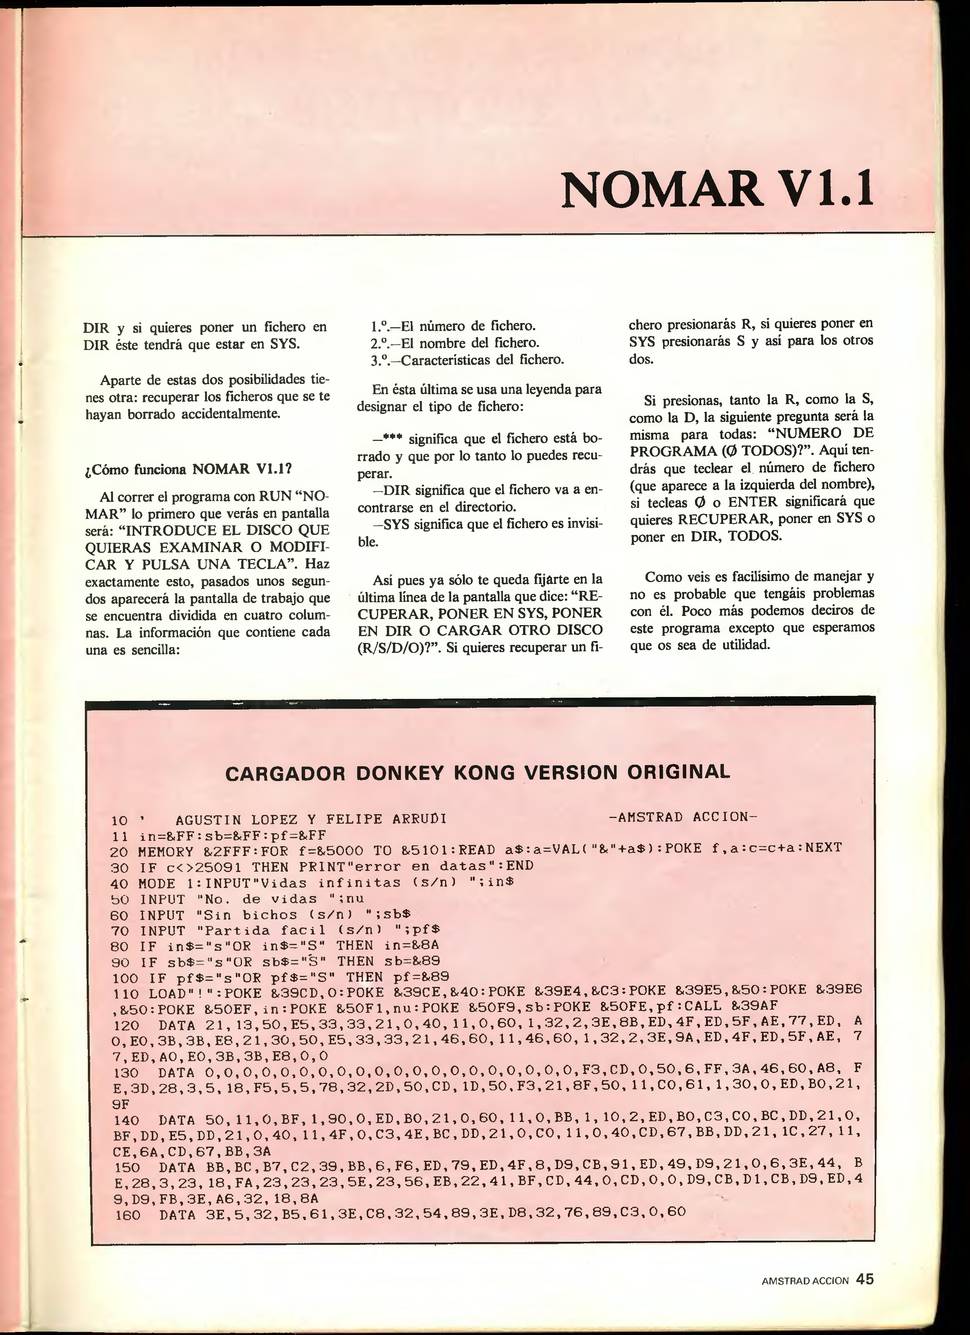 NOMAR V1.1
DIR y si quieres poner un fichero en
DIR éste tendrá que estar en SYS.
Aparte de estas dos posibilidades tie-
nes otra: recuperar los ficheros que se te
hayan borrado accidentalmente.
¿Cómo funciona NOMAR V1.1?
Al correr el programa con RUN “NO-
MAR” lo primero que verás en pantalla
será: “INTRODUCE EL DISCO QUE
QUIERAS EXAMINAR O MODIFI-
CAR Y PULSA UNA TECLA”. Haz
exactamente esto, pasados unos segun-
dos aparecerá la pantalla de trabajo que
se encuentra dividida en cuatro colum-
nas. La información que contiene cada
una es sencilla:
1.º.—El número de fichero.
2.º.—El nombre del fichero.
3.º.—Características del fichero.
En ésta última se usa una leyenda para
designar el tipo de fichero:
—*** significa que el fichero está bo-
rrado y que por lo tanto lo puedes recu-
perar.
—DIR significa que el fichero va a en-
contrarse en el directorio.
—SYS significa que el fichero es invisi-
ble.
Asi pues ya sólo te queda fijárte en la
última línea de la pantalla que dice: “RE-
CUPERAR, PONER EN SYS, PONER
EN DIR O CARGAR OTRO DISCO
(R/S/D/O)?”. Si quieres recuperar un fi-
chero presionarás R, si quieres poner en
SYS presionarás S y así para los otros
dos.
Si presionas, tanto la R, como la S,
como la D, la siguiente pregunta será la
misma para todas: “NUMERO DE
PROGRAMA (Ø TODOS)?”. Aquí ten-
drás que teclear el número de fichero
(que aparece a la izquierda del nombre),
si tecleas Ø o ENTER significará que
quieres RECUPERAR, poner en SYS o
poner en DIR, TODOS.
Como veis es facilísimo de manejar y
no es probable que tengáis problemas
con él. Poco más podemos deciros de
este programa excepto que esperamos
que os sea de utilidad.
CARGADOR DONKEY KONG VERSION ORIGINAL
10 ' AGUSTIN LOPEZ Y FELIPE ARRUDI -AMSTRAD ACCION-
11 in=&FF:sb=&FF:pf=&FF
20 MEMORY &2FFF:FOR f=&5000 TO &5101:READ a$:a=VAL("&"+a$):POKE f,a:c=c+a:NEXT
30 IF c<>25091 THEN PRINT"error en datas":END
40 MODE 1:INPUT"Vidas infinitas (s/n) ";in$
50 INPUT "No. de vidas ";nu
60 INPUT "Sin bichos (s/n) ";sb$
70 INPUT "Partida facil (s/n) ";pf$
80 IF in$="s"OR in$="S" THEN in=&8A
90 IF sb$="s"OR sb$="S" THEN sb=&89
100 IF pf$="s"OR pf$="S" THEN pf=&89
110 LOAD"!":POKE &39CD,0:POKE &39CE,&40:POKE &39E4,&C3:POKE &39E5,&50:POKE &39E6
,&50:POKE &50EF,in:POKE &50F1,nu:POKE &50F9,sb:POKE &50FE,pf:CALL &39AF
120 DATA 21,13,50,E5,33,33,21,0,40,11,0,60,1,32,2,3E,8B,ED,4F,ED,5F,AE,77,ED, A
0,E0,3B,3B,E8,21,30,50,E5,33,33,21,46,60,11,46,60,1,32,2,3E,9A,ED,4F,ED,5F,AE, 7
7,ED,A0,E0,3B,3B,E8,0,0
130 DATA 0,0,0,0,0,0,0,0,0,0,0,0,0,0,0,0,0,0,F3,CD,0,50,6,FF,3A,46,60,A8, F
E,3D,28,3,5,18,F5,5,5,78,32,2D,50,CD,1D,50,F3,21,8F,50,11,C0,61,1,30,0,ED,B0,21,
9F
140 DATA 50,11,0,BF,1,90,0,ED,B0,21,0,60,11,0,BB,1,10,2,ED,B0,C3,C0,BC,DD,21,0,
BF,DD,E5,DD,21,0,40,11,4F,0,C3,4E,BC,DD,21,0,C0,11,0,40,CD,67,BB,DD,21,1C,27,11,
CE,6A,CD,67,BB,3A
150 DATA BB,BC,B7,C2,39,BB,6,F6,ED,79,ED,4F,8,D9,CB,91,ED,49,D9,21,0,6,3E,44, B
E,28,3,23,18,FA,23,23,23,5E,23,56,EB,22,41,BF,CD,44,0,CD,0,0,D9,CB,D1,CB,D9,ED,4
9,D9,FB,3E,A6,32,18,8A
160 DATA 3E,5,32,B5,61,3E,C8,32,54,89,3E,D8,32,76,89,C3,0,60
AMSTRAD ACCION 45